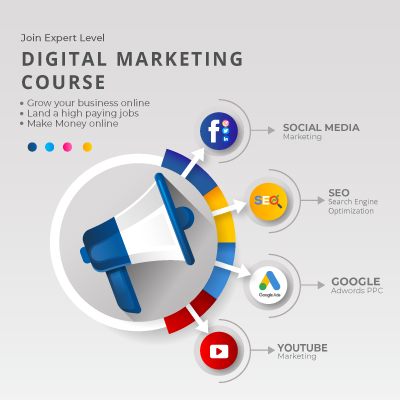 Join Expert Level
DIGITAL MARKETING
COURSE
Grow your business online
Land a high paying jobs
Make Money online
SOCIAL MEDIA
Marketing
SEO
SEO
Search Engine
Optimization
Google Ads
GOOGLE
Adwords PPC
YOUTUBE
Marketing